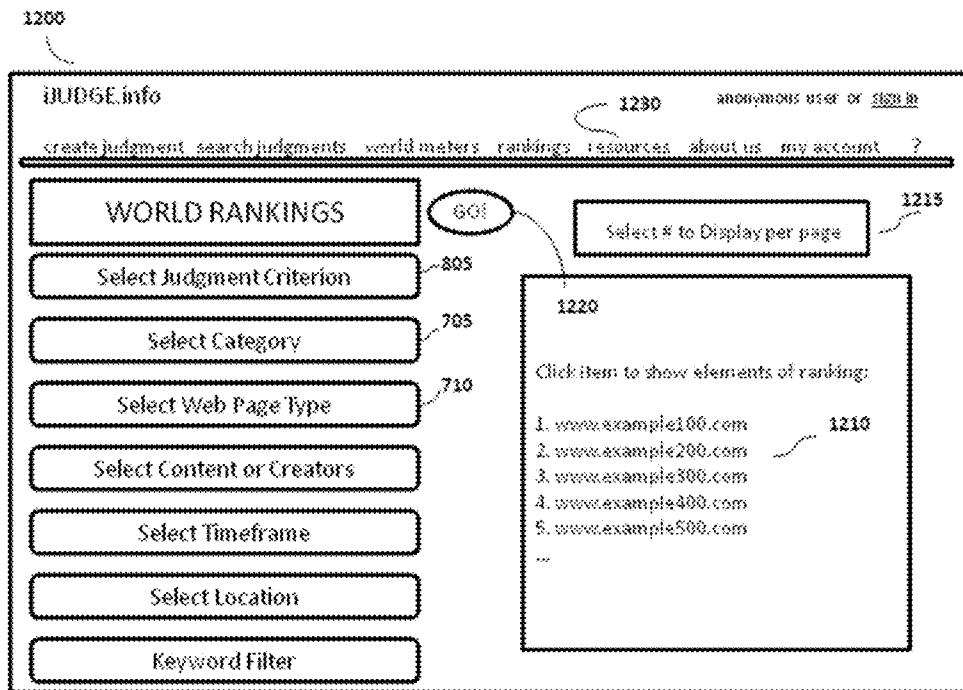 1200
iJUDGE.info
anonymous user or sign in
1230
create judgment search judgments world meters rankings resources about us my account ?
WORLD RANKINGS
GO!
Select # to Display per page
1215
Select Judgment Criterion
805
1220
Select Category
705
Click item to show elements of ranking:
Select Web Page Type
710
1. www.example100.com
1210
2. www.example200.com
Select Content or Creators
3. www.example300.com
4. www.example400.com
Select Timeframe
5. www.example500.com
...
Select Location
Keyword Filter